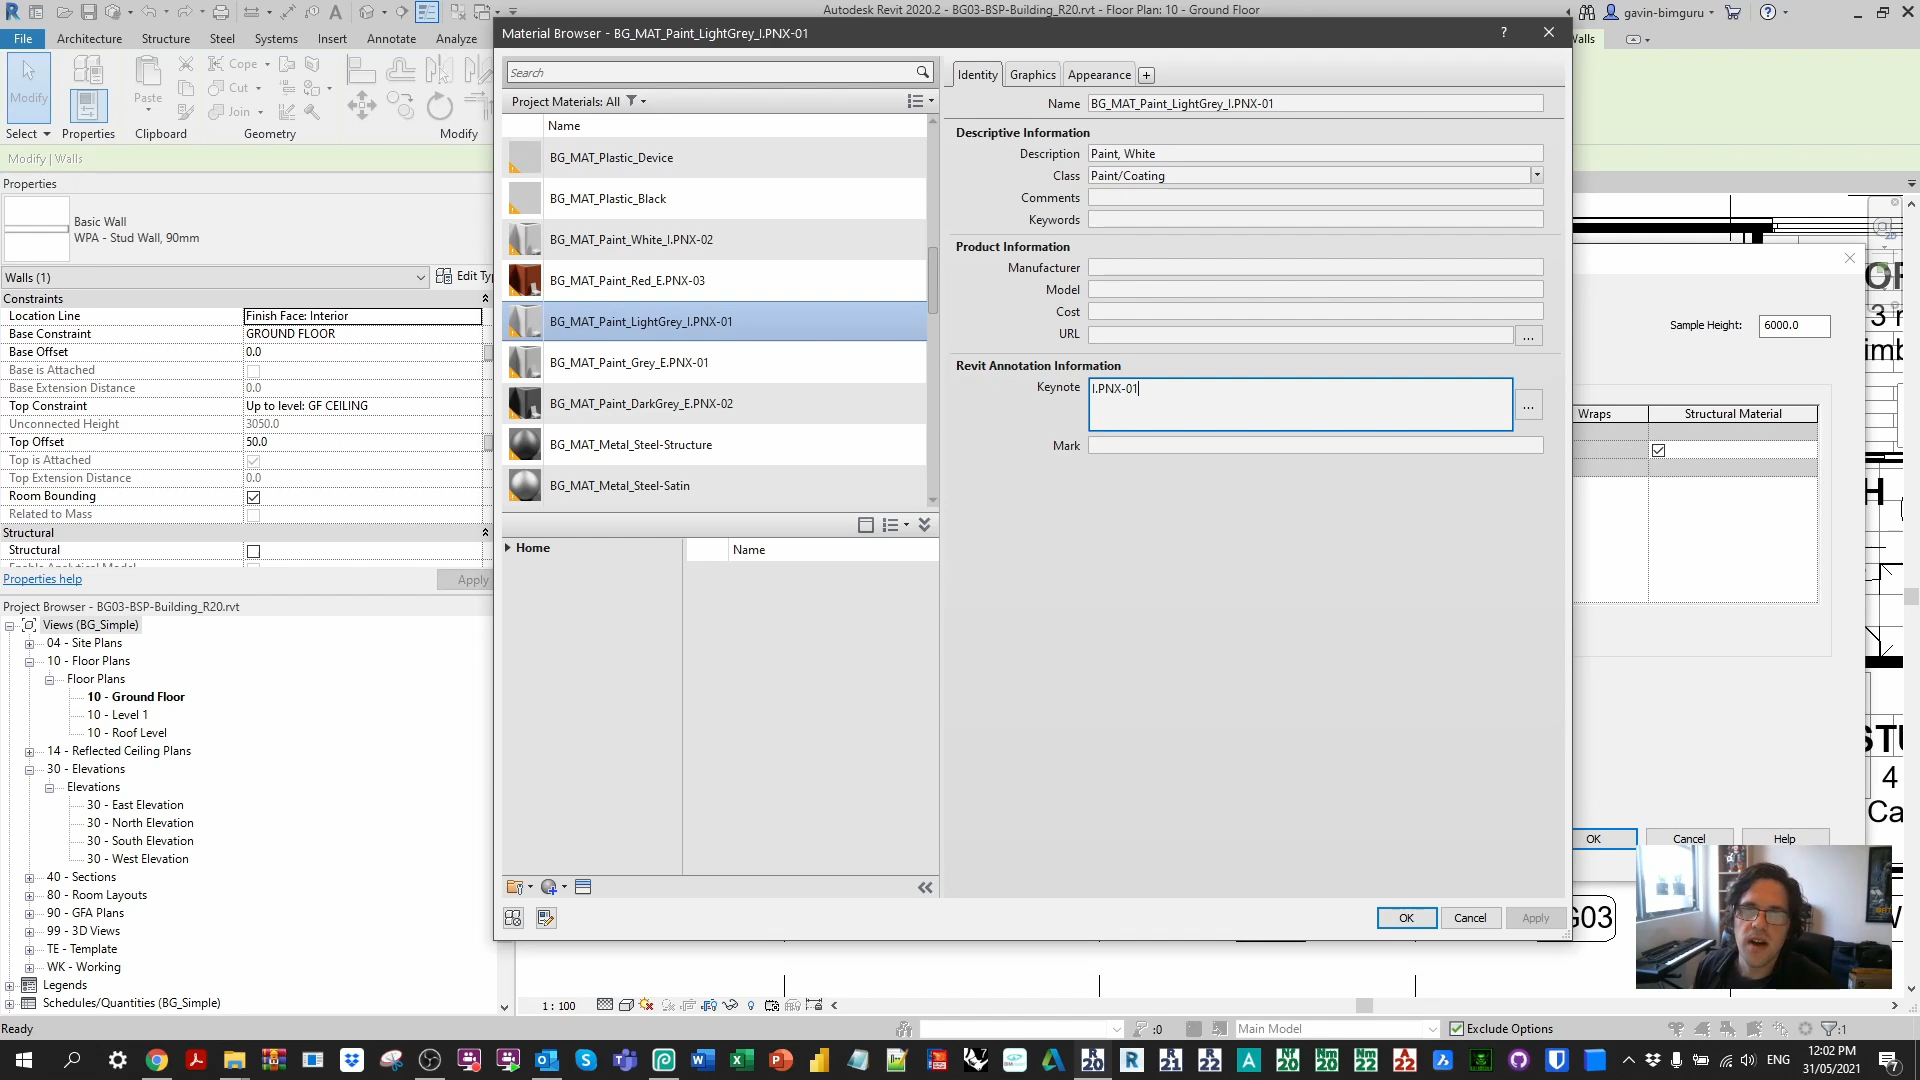 Autodesk Revit 2020.2 - BG03-BSP-Building_R20.rvt - Floor Plan: 10 - Ground Floor
gavin-bimguru
File Architecture Structure Steel Systems Insert Annotate Analyze
Walls
Modify Paste Cope Cut Join
Select Properties Clipboard Geometry Modify
Modify | Walls
Properties
Basic Wall
WPA - Stud Wall, 90mm
Walls (1) Edit Typ
Constraints
Location Line Finish Face: Interior
Base Constraint GROUND FLOOR
Base Offset 0.0
Base is Attached
Base Extension Distance 0.0
Top Constraint Up to level: GF CEILING
Unconnected Height 3050.0
Top Offset 50.0
Top is Attached
Top Extension Distance 0.0
Room Bounding
Related to Mass
Structural
Structural
Enable Analytical Model
Properties help Apply
Project Browser - BG03-BSP-Building_R20.rvt
Views (BG_Simple)
04 - Site Plans
10 - Floor Plans
Floor Plans
10 - Ground Floor
10 - Level 1
10 - Roof Level
14 - Reflected Ceiling Plans
30 - Elevations
Elevations
30 - East Elevation
30 - North Elevation
30 - South Elevation
30 - West Elevation
40 - Sections
80 - Room Layouts
90 - GFA Plans
99 - 3D Views
TE - Template
WK - Working
Legends
Schedules/Quantities (BG_Simple)
Material Browser - BG_MAT_Paint_LightGrey_I.PNX-01
Search
Project Materials: All
Name
BG_MAT_Plastic_Device
BG_MAT_Plastic_Black
BG_MAT_Paint_White_I.PNX-02
BG_MAT_Paint_Red_E.PNX-03
BG_MAT_Paint_LightGrey_I.PNX-01
BG_MAT_Paint_Grey_E.PNX-01
BG_MAT_Paint_DarkGrey_E.PNX-02
BG_MAT_Metal_Steel-Structure
BG_MAT_Metal_Steel-Satin
Home Name
Identity Graphics Appearance
Name BG_MAT_Paint_LightGrey_I.PNX-01
Descriptive Information
Description Paint, White
Class Paint/Coating
Comments
Keywords
Product Information
Manufacturer
Model
Cost
URL ...
Revit Annotation Information
Keynote I.PNX-01 ...
Mark
OK Cancel Apply
Sample Height: 6000.0
Wraps Structural Material
OK Cancel Help
3
H
STU
4
Ca
G03
1 : 100
Ready :0 Main Model Exclude Options :1
ENG 12:02 PM
31/05/2021